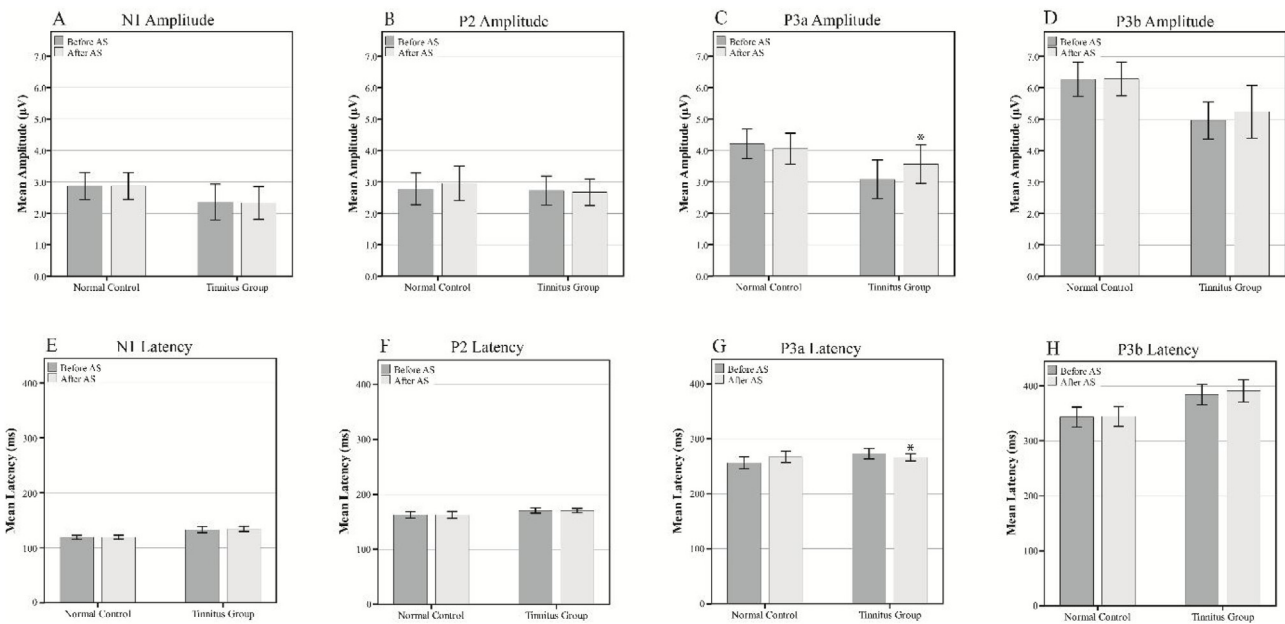 A N1 Amplitude
Before AS
After AS
Mean Amplitude (µV)
7.0
6.0
5.0
4.0
3.0
2.0
1.0
0.0
Normal Control Tinnitus Group
B P2 Amplitude
Before AS
After AS
Mean Amplitude (µV)
7.0
6.0
5.0
4.0
3.0
2.0
1.0
0.0
Normal Control Tinnitus Group
C P3a Amplitude
Before AS
After AS
Mean Amplitude (µV)
7.0
6.0
5.0
4.0
3.0
2.0
1.0
0.0
*
Normal Control Tinnitus Group
D P3b Amplitude
Before AS
After AS
Mean Amplitude (µV)
7.0
6.0
5.0
4.0
3.0
2.0
1.0
0.0
Normal Control Tinnitus Group
E N1 Latency
Before AS
After AS
Mean Latency (ms)
400
300
200
100
0
Normal Control Tinnitus Group
F P2 Latency
Before AS
After AS
Mean Latency (ms)
400
300
200
100
0
Normal Control Tinnitus Group
G P3a Latency
Before AS
After AS
Mean Latency (ms)
400
300
200
100
0
*
Normal Control Tinnitus Group
H P3b Latency
Before AS
After AS
Mean Latency (ms)
400
300
200
100
0
Normal Control Tinnitus Group